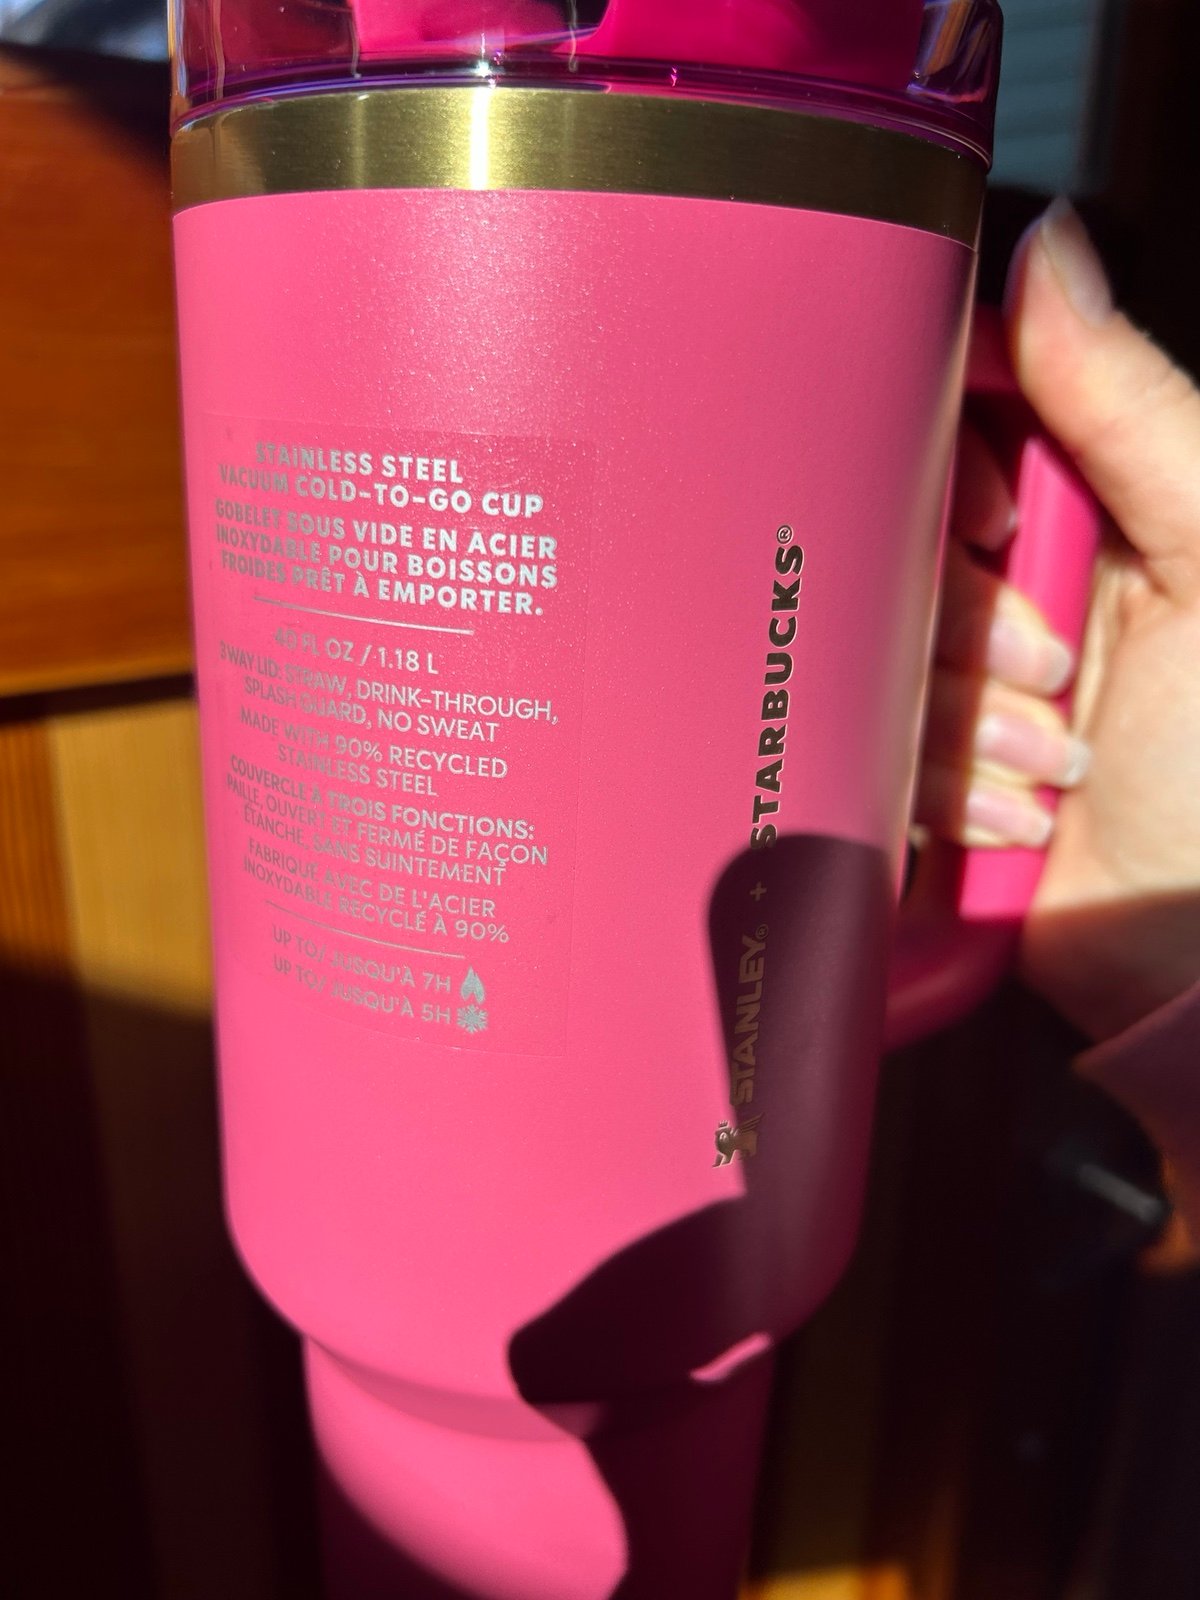 STAINLESS STEEL
VACUUM COLD-TO-GO CUP
GOBELET SOUS VIDE EN ACIER
INOXYDABLE POUR BOISSONS
FROIDES PRÊT À EMPORTER.
40 FL OZ / 1.18 L
3WAY LID: STRAW, DRINK-THROUGH,
SPLASH GUARD, NO SWEAT
MADE WITH 90% RECYCLED
STAINLESS STEEL
COUVERCLE À TROIS FONCTIONS:
PAILLE, OUVERT ET FERMÉ DE FAÇON
ÉTANCHE, SANS SUINTEMENT
FABRIQUÉ AVEC DE L'ACIER
INOXYDABLE RECYCLÉ À 90%
UP TO/ JUSQU'À 7H
UP TO/ JUSQU'À 5H
STANLEY® + STARBUCKS®